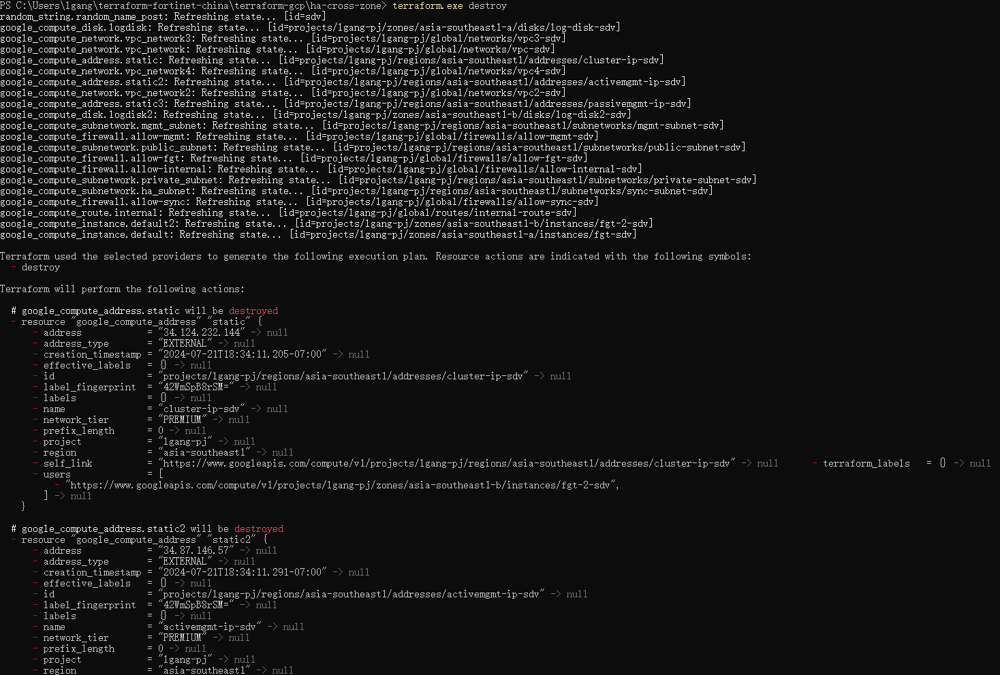 PS C:\Users\lgang\terraform-fortinet-china\terraform-gcp\ha-cross-zone> terraform.exe destroy
random_string.random_name_post: Refreshing state... [id=sdv]
google_compute_disk.logdisk: Refreshing state... [id=projects/lgang-pj/zones/asia-southeast1-a/disks/log-disk-sdv]
google_compute_network.vpc_network3: Refreshing state... [id=projects/lgang-pj/global/networks/vpc3-sdv]
google_compute_network.vpc_network: Refreshing state... [id=projects/lgang-pj/global/networks/vpc-sdv]
google_compute_address.static: Refreshing state... [id=projects/lgang-pj/regions/asia-southeast1/addresses/cluster-ip-sdv]
google_compute_network.vpc_network4: Refreshing state... [id=projects/lgang-pj/global/networks/vpc4-sdv]
google_compute_address.static2: Refreshing state... [id=projects/lgang-pj/regions/asia-southeast1/addresses/activemgmt-ip-sdv]
google_compute_network.vpc_network2: Refreshing state... [id=projects/lgang-pj/global/networks/vpc2-sdv]
google_compute_address.static3: Refreshing state... [id=projects/lgang-pj/regions/asia-southeast1/addresses/passivemgmt-ip-sdv]
google_compute_disk.logdisk2: Refreshing state... [id=projects/lgang-pj/zones/asia-southeast1-b/disks/log-disk2-sdv]
google_compute_subnetwork.mgmt_subnet: Refreshing state... [id=projects/lgang-pj/regions/asia-southeast1/subnetworks/mgmt-subnet-sdv]
google_compute_firewall.allow-mgmt: Refreshing state... [id=projects/lgang-pj/global/firewalls/allow-mgmt-sdv]
google_compute_subnetwork.public_subnet: Refreshing state... [id=projects/lgang-pj/regions/asia-southeast1/subnetworks/public-subnet-sdv]
google_compute_firewall.allow-fgt: Refreshing state... [id=projects/lgang-pj/global/firewalls/allow-fgt-sdv]
google_compute_firewall.allow-internal: Refreshing state... [id=projects/lgang-pj/global/firewalls/allow-internal-sdv]
google_compute_subnetwork.private_subnet: Refreshing state... [id=projects/lgang-pj/regions/asia-southeast1/subnetworks/private-subnet-sdv]
google_compute_subnetwork.ha_subnet: Refreshing state... [id=projects/lgang-pj/regions/asia-southeast1/subnetworks/sync-subnet-sdv]
google_compute_firewall.allow-sync: Refreshing state... [id=projects/lgang-pj/global/firewalls/allow-sync-sdv]
google_compute_route.internal: Refreshing state... [id=projects/lgang-pj/global/routes/internal-route-sdv]
google_compute_instance.default2: Refreshing state... [id=projects/lgang-pj/zones/asia-southeast1-b/instances/fgt-2-sdv]
google_compute_instance.default: Refreshing state... [id=projects/lgang-pj/zones/asia-southeast1-a/instances/fgt-sdv]
Terraform used the selected providers to generate the following execution plan. Resource actions are indicated with the following symbols:
- destroy
Terraform will perform the following actions:
# google_compute_address.static will be destroyed
- resource "google_compute_address" "static" {
- address            = "34.124.232.144" -> null
- address_type       = "EXTERNAL" -> null
- creation_timestamp = "2024-07-21T18:34:11.205-07:00" -> null
- effective_labels   = {} -> null
- id                 = "projects/lgang-pj/regions/asia-southeast1/addresses/cluster-ip-sdv" -> null
- label_fingerprint  = "42WmSpB8rSM=" -> null
- labels             = {} -> null
- name               = "cluster-ip-sdv" -> null
- network_tier       = "PREMIUM" -> null
- prefix_length      = 0 -> null
- project            = "lgang-pj" -> null
- region             = "asia-southeast1" -> null
- self_link          = "https://www.googleapis.com/compute/v1/projects/lgang-pj/regions/asia-southeast1/addresses/cluster-ip-sdv" -> null      - terraform_labels   = {} -> null
- users              = [
- "https://www.googleapis.com/compute/v1/projects/lgang-pj/zones/asia-southeast1-b/instances/fgt-2-sdv",
] -> null
}
# google_compute_address.static2 will be destroyed
- resource "google_compute_address" "static2" {
- address            = "34.87.146.57" -> null
- address_type       = "EXTERNAL" -> null
- creation_timestamp = "2024-07-21T18:34:11.291-07:00" -> null
- effective_labels   = {} -> null
- id                 = "projects/lgang-pj/regions/asia-southeast1/addresses/activemgmt-ip-sdv" -> null
- label_fingerprint  = "42WmSpB8rSM=" -> null
- labels             = {} -> null
- name               = "activemgmt-ip-sdv" -> null
- network_tier       = "PREMIUM" -> null
- prefix_length      = 0 -> null
- project            = "lgang-pj" -> null
- region             = "asia-southeast1" -> null